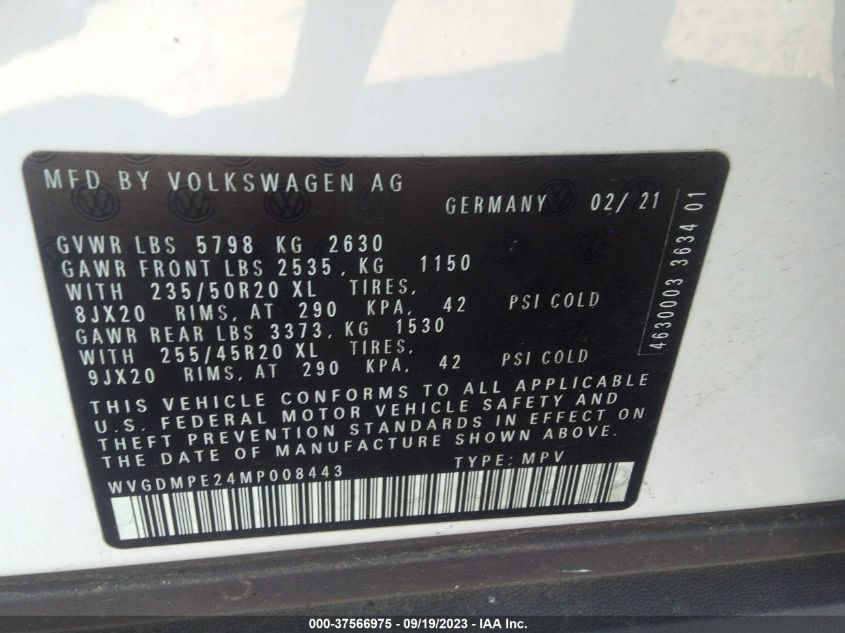 MFD BY VOLKSWAGEN AG
GERMANY 02/ 21
GVWR LBS 5798 KG 2630
GAWR FRONT LBS 2535, KG 1150
WITH 235/50R20 XL TIRES,
8JX20 RIMS, AT 290 KPA, 42 PSI COLD
GAWR REAR LBS 3373, KG 1530
WITH 255/45R20 XL TIRES,
9JX20 RIMS, AT 290 KPA, 42 PSI COLD
THIS VEHICLE CONFORMS TO ALL APPLICABLE
U.S. FEDERAL MOTOR VEHICLE SAFETY AND
THEFT PREVENTION STANDARDS IN EFFECT ON
THE DATE OF MANUFACTURE SHOWN ABOVE.
WVGDMPE24MP008443 TYPE: MPV
4630003 3634 01
000-37566975 - 09/19/2023 - © IAA, Inc.